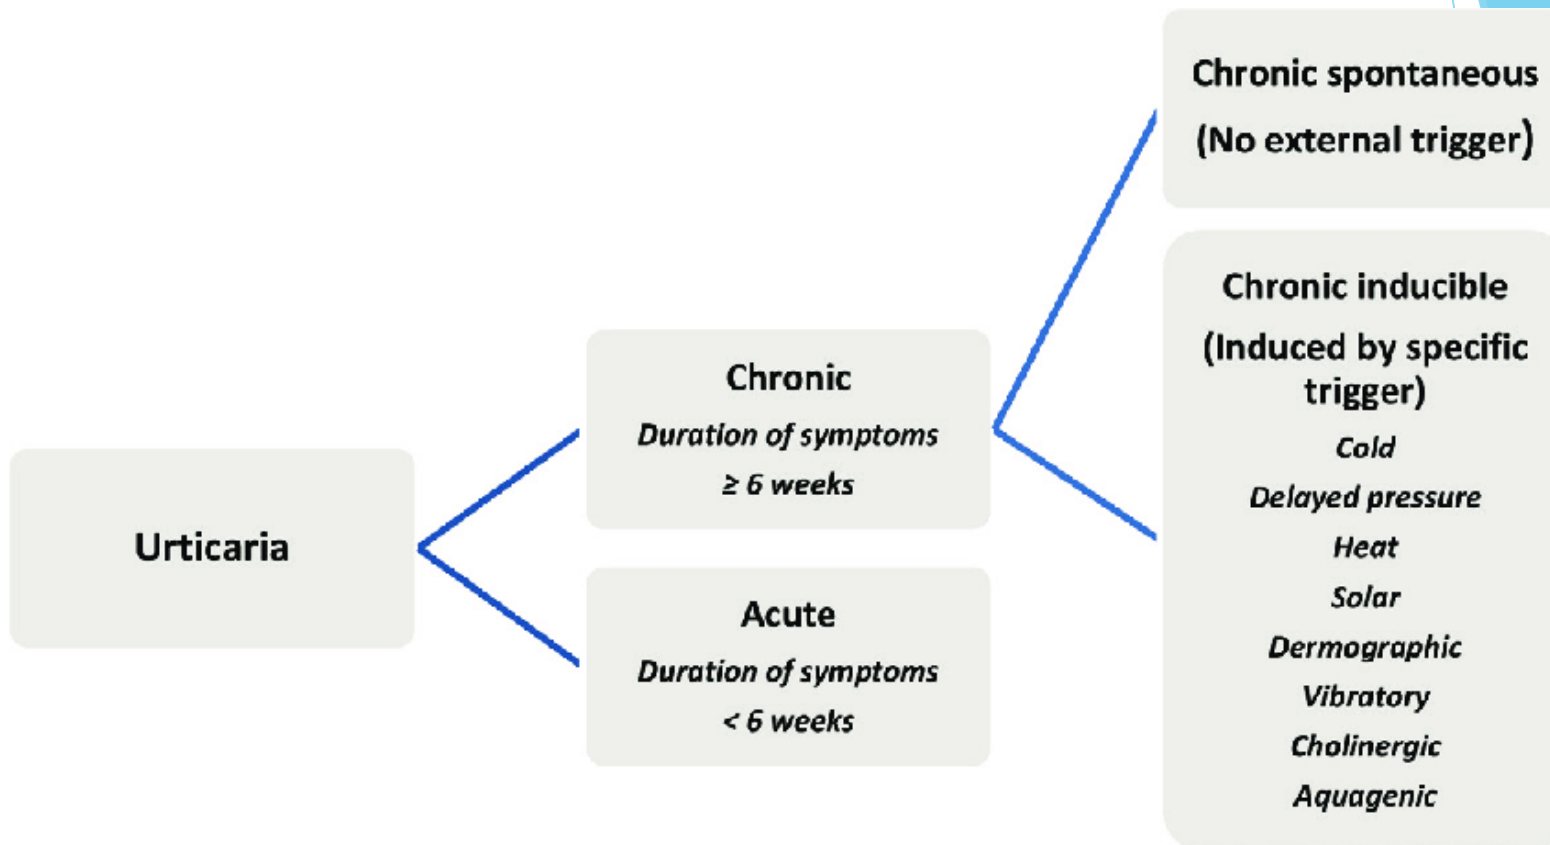 Urticaria
Chronic
Duration of symptoms
≥ 6 weeks
Acute
Duration of symptoms
< 6 weeks
Chronic spontaneous
(No external trigger)
Chronic inducible
(Induced by specific
trigger)
Cold
Delayed pressure
Heat
Solar
Dermographic
Vibratory
Cholinergic
Aquagenic